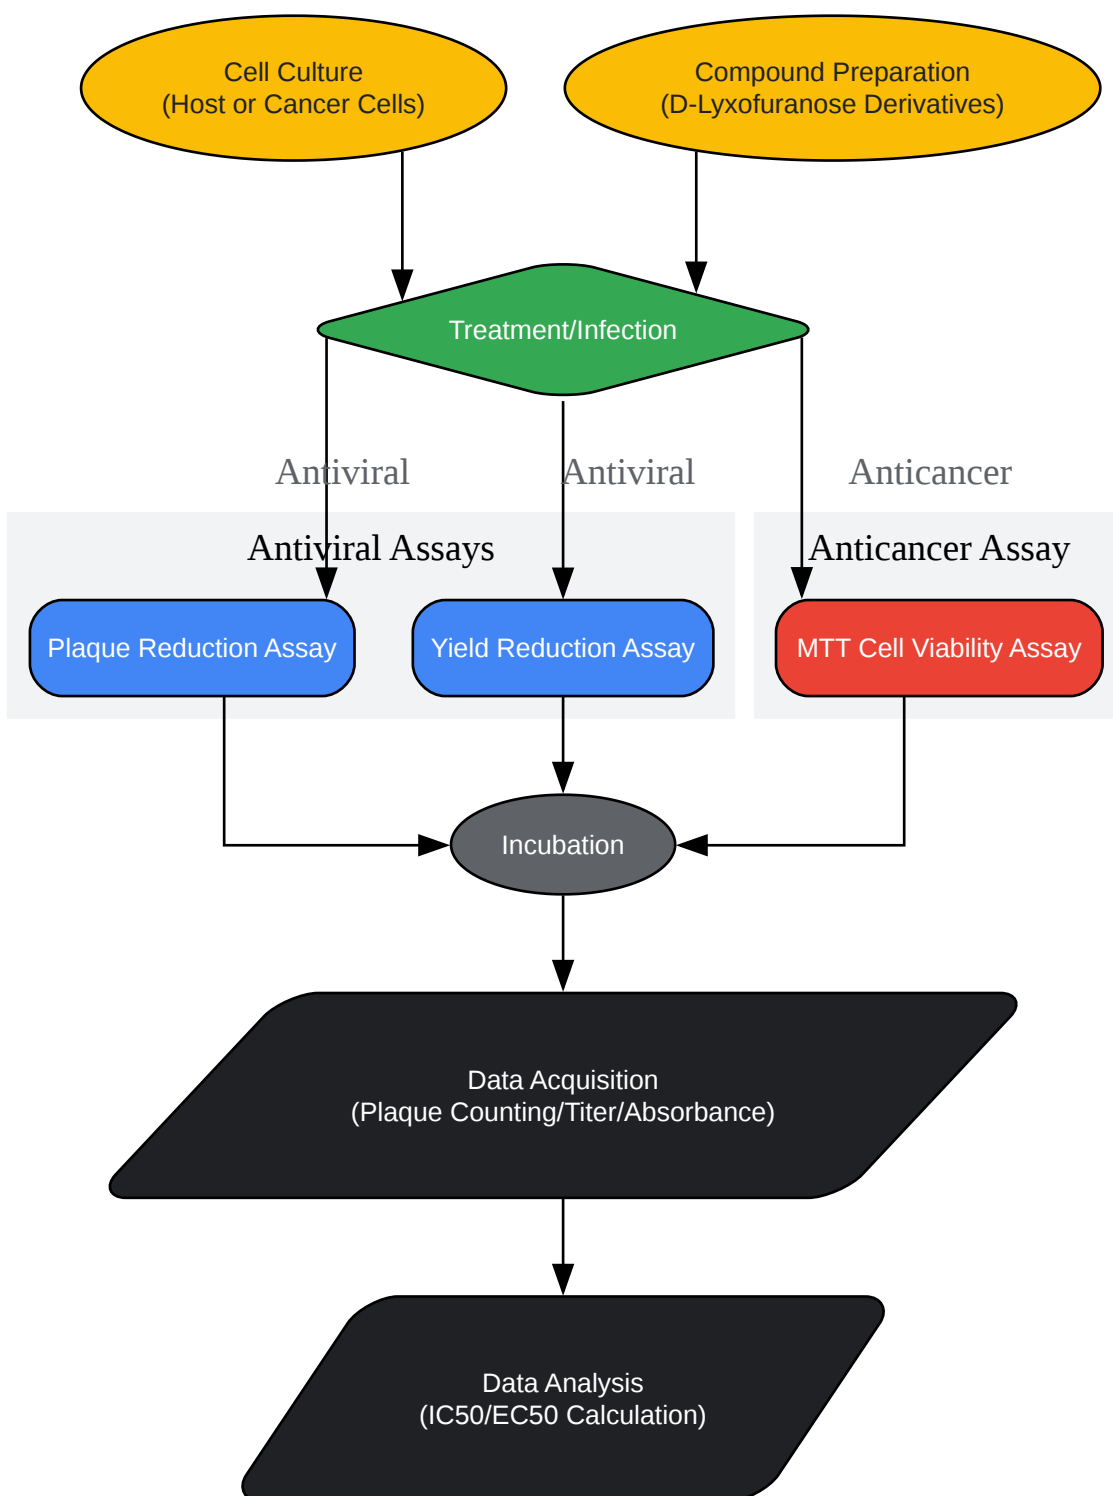 Cell Culture
(Host or Cancer Cells)
Compound Preparation
(D-Lyxofuranose Derivatives)
Treatment/Infection
Antiviral
Antiviral
Anticancer
Antiviral Assays
Anticancer Assay
Plaque Reduction Assay
Yield Reduction Assay
MTT Cell Viability Assay
Incubation
Data Acquisition
(Plaque Counting/Titer/Absorbance)
Data Analysis
(IC50/EC50 Calculation)